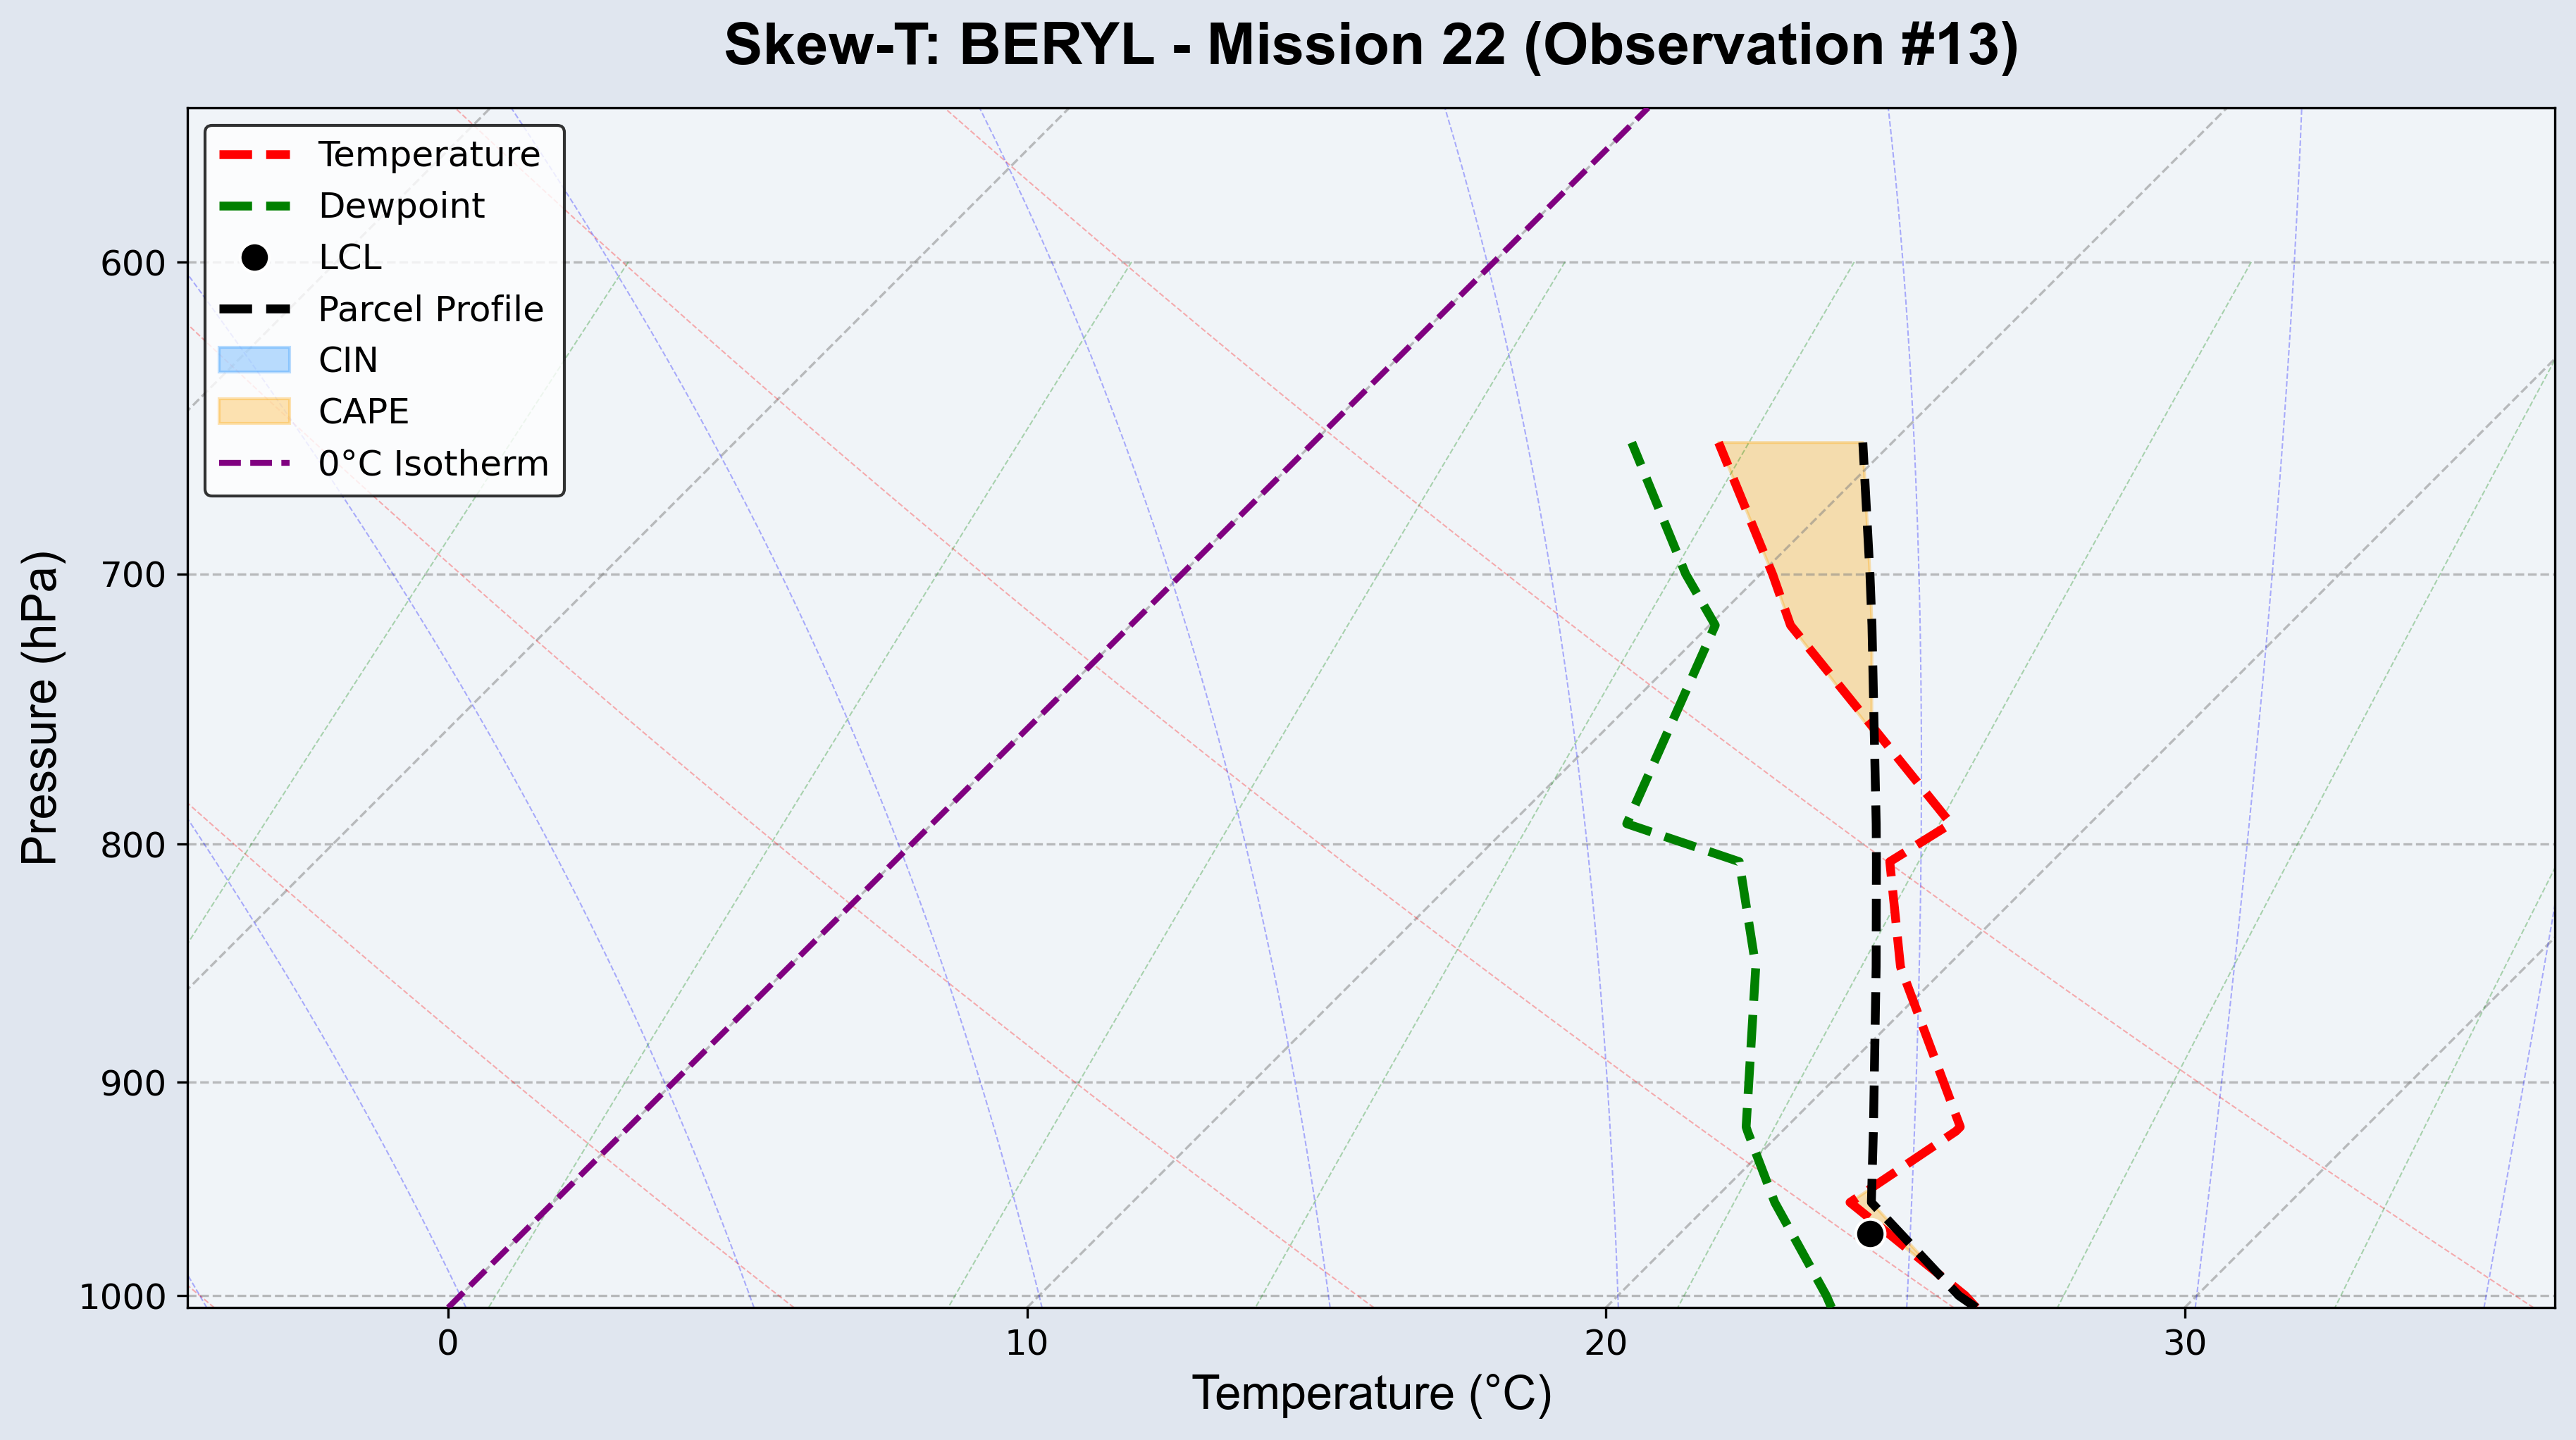 Skew-T: BERYL - Mission 22 (Observation #13)
Temperature
Dewpoint
LCL
Parcel Profile
CIN
CAPE
0°C Isotherm
Pressure (hPa)
600
700
800
900
1000
0 10 20 30
Temperature (°C)